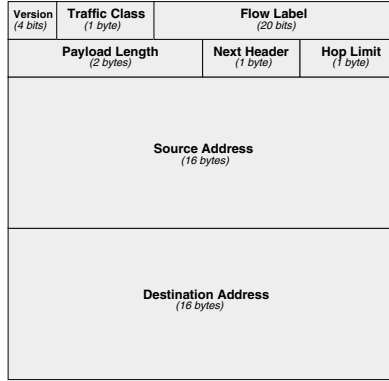 Version Traffic Class Flow Label
(4 bits) (1 byte) (20 bits)
Payload Length Next Header Hop Limit
(2 bytes) (1 byte) (1 byte)
Source Address
(16 bytes)
Destination Address
(16 bytes)